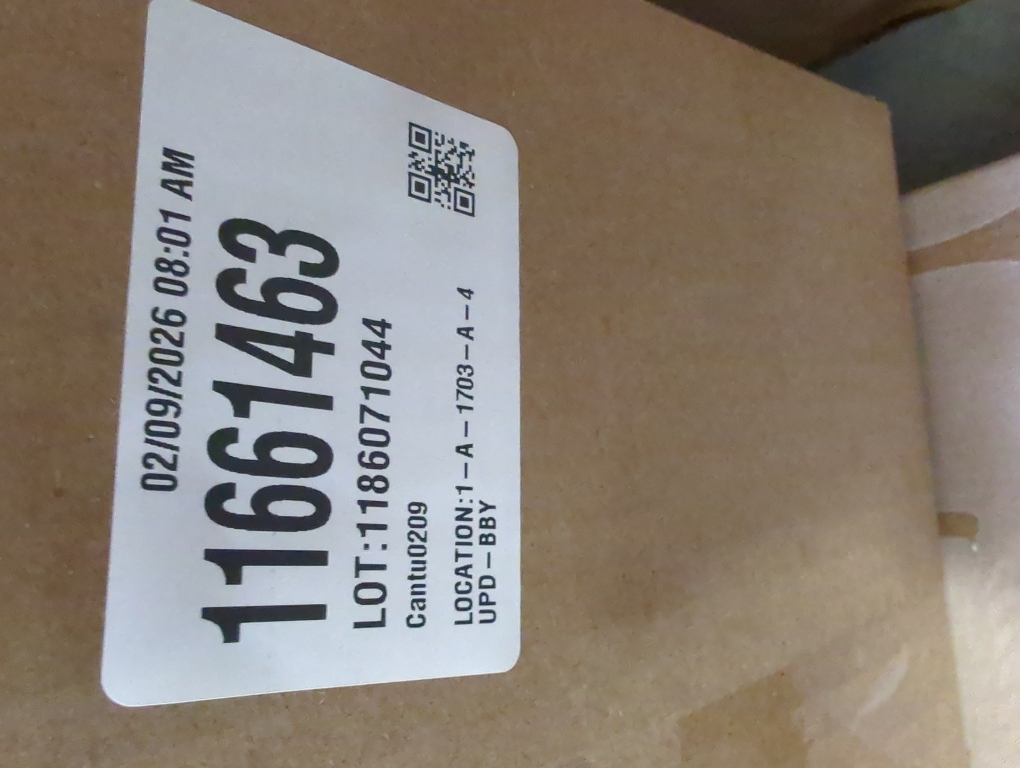 02/09/2026 08:01 AM
11661463
LOT:1186071044
Cantu0209
LOCATION:1-A-1703-A-4
UPD-BBY